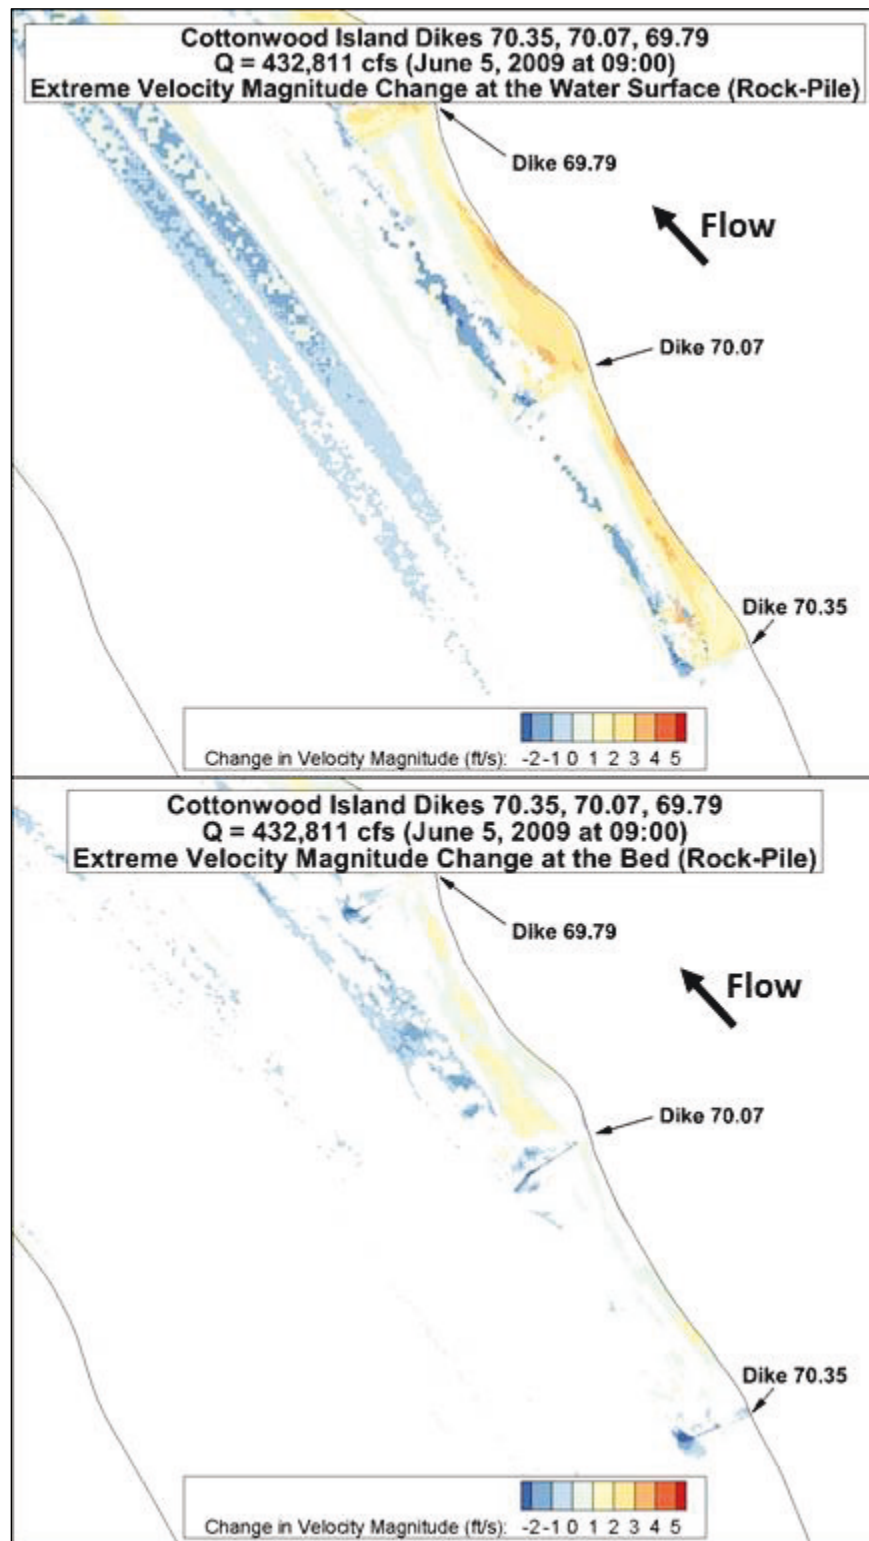 Cottonwood Island Dikes 70.35, 70.07, 69.79
Q = 432,811 cfs (June 5, 2009 at 09:00)
Extreme Velocity Magnitude Change at the Water Surface (Rock-Pile)
Dike 69.79
Flow
Dike 70.07
Dike 70.35
Change in Velocity Magnitude (ft/s): -2 -1 0 1 2 3 4 5
Cottonwood Island Dikes 70.35, 70.07, 69.79
Q = 432,811 cfs (June 5, 2009 at 09:00)
Extreme Velocity Magnitude Change at the Bed (Rock-Pile)
Dike 69.79
Flow
Dike 70.07
Dike 70.35
Change in Velocity Magnitude (ft/s): -2 -1 0 1 2 3 4 5